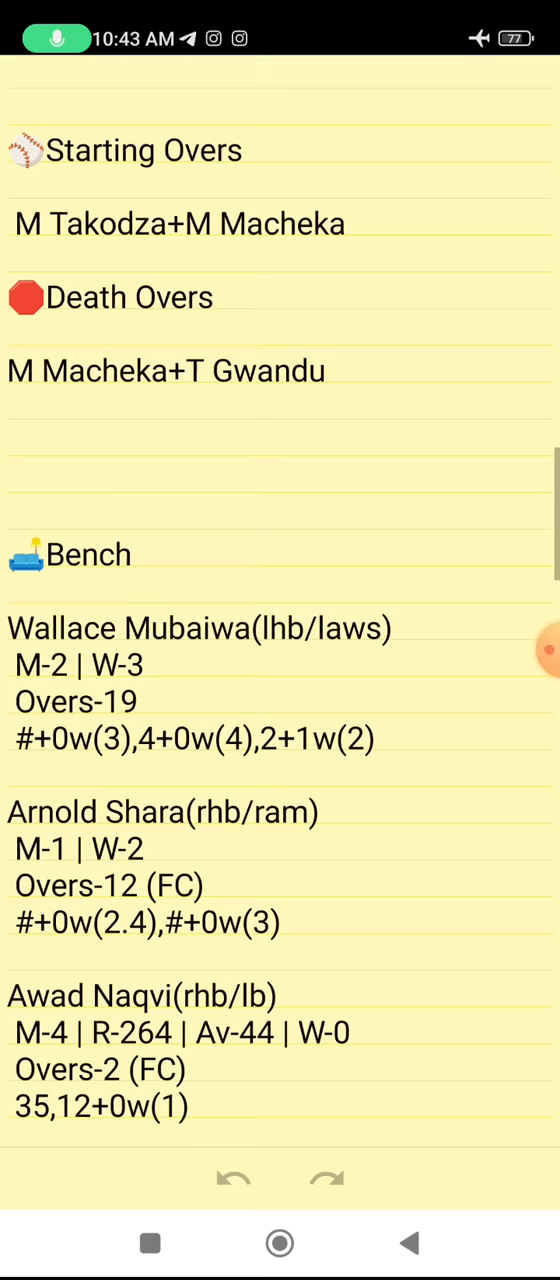 10:43 AM
77
⚾Starting Overs
M Takodza+M Macheka
🛑Death Overs
M Macheka+T Gwandu
🛋️Bench
Wallace Mubaiwa(lhb/laws)
M-2 | W-3
Overs-19
#+0w(3),4+0w(4),2+1w(2)
Arnold Shara(rhb/ram)
M-1 | W-2
Overs-12 (FC)
#+0w(2.4),#+0w(3)
Awad Naqvi(rhb/lb)
M-4 | R-264 | Av-44 | W-0
Overs-2 (FC)
35,12+0w(1)